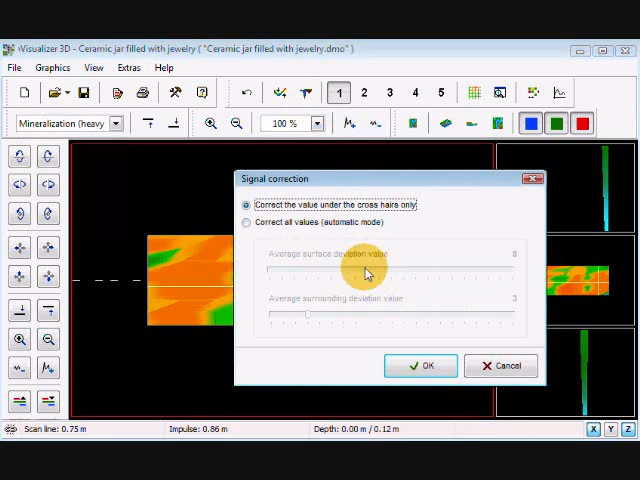 Visualizer 3D - Ceramic jar filled with jewelry ( "Ceramic jar filled with jewelry.dmo" )
File Graphics View Extras Help
1 2 3 4 5
Mineralization (heavy 100 %
Signal correction
Correct the value under the cross hairs only
Correct all values (automatic mode)
Average surface deviation value 8
Average surrounding deviation value 3
OK Cancel
Scan line: 0.75 m Impulse: 0.86 m Depth: 0.00 m / 0.12 m X Y Z